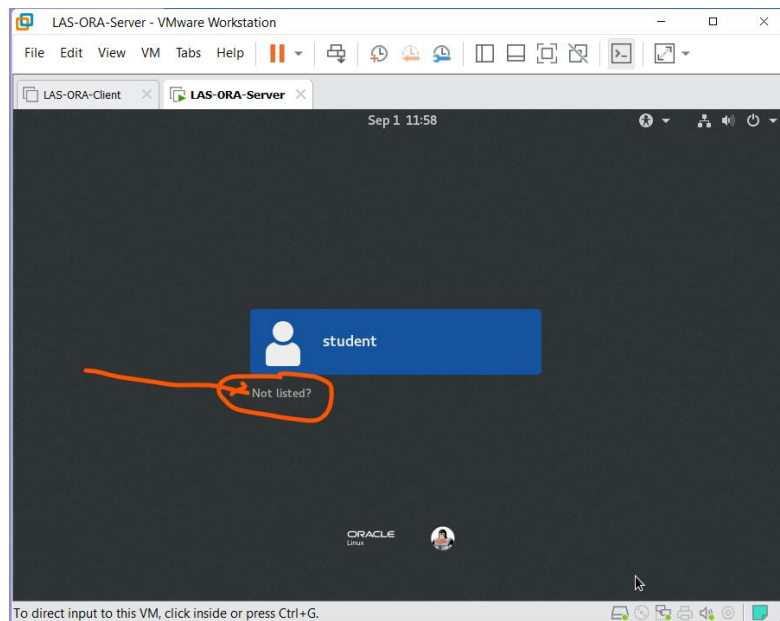 LAS-ORA-Server - VMware Workstation
File Edit View VM Tabs Help
LAS-ORA-Client LAS-ORA-Server
Sep 1 11:58
student
Not listed?
ORACLE
Linux
To direct input to this VM, click inside or press Ctrl+G.